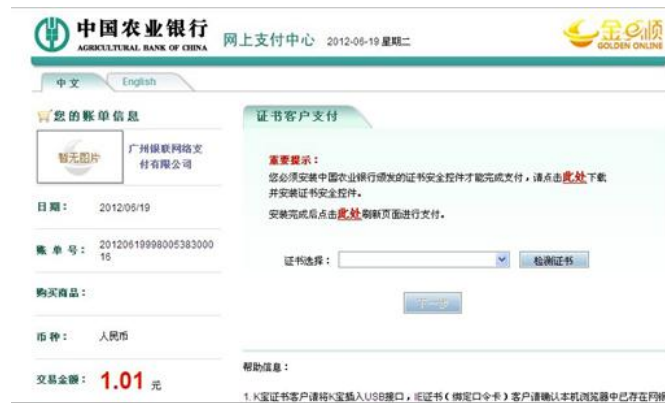 中国农业银行
AGRICULTURAL BANK OF CHINA
网上支付中心 2012-06-19 星期二
金e顺
GOLDEN ONLINE
中文 English
您的账单信息
暂无图片
广州银联网络支
付有限公司
日期： 2012/06/19
账单号： 20120619998005383000
16
购买商品：
币种： 人民币
交易金额： 1.01 元
证书客户支付
重要提示：
您必须安装中国农业银行颁发的证书安全控件才能完成支付，请点击此处下载
并安装证书安全控件。
安装完成后点击此处刷新页面进行支付。
证书选择： 检测证书
下一步
帮助信息：
1. K宝证书客户请将K宝插入USB接口，IE证书（绑定口令卡）客户请确认本机浏览器中已存在网银